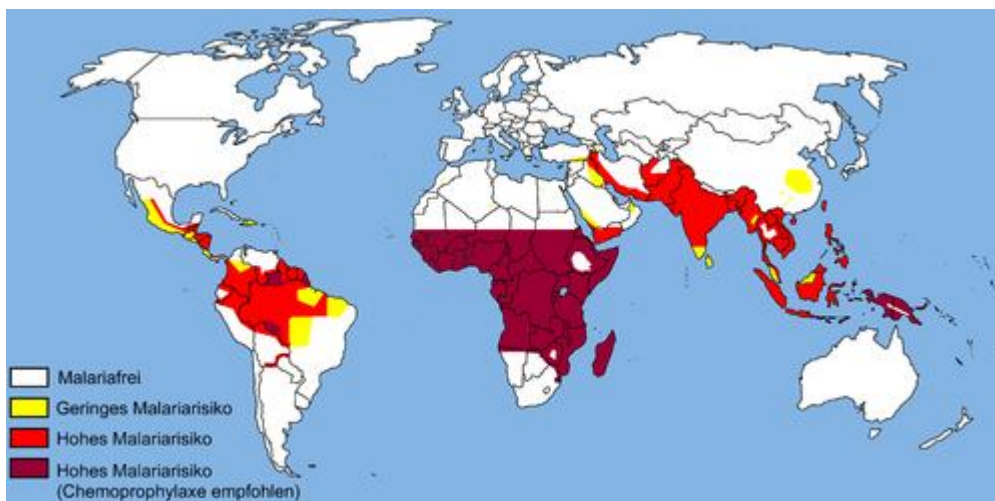 Malariafrei
Geringes Malariarisiko
Hohes Malariarisiko
Hohes Malariarisiko
(Chemoprophylaxe empfohlen)